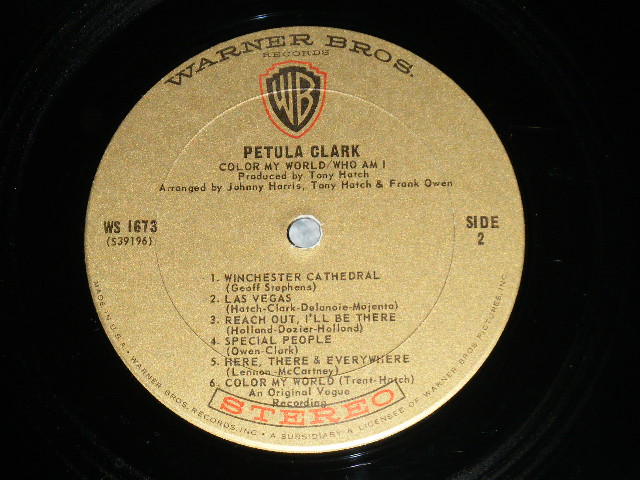 WARNER BROS.
RECORDS
WB
PETULA CLARK
COLOR MY WORLD/WHO AM I
Produced by Tony Hatch
Arranged by Johnny Harris, Tony Hatch & Frank Owen
WS 1673
(S39196)
SIDE
2
1. WINCHESTER CATHEDRAL
(Geoff Stephens)
2. LAS VEGAS
(Hatch-Clark-Delanoie-Mojenta)
3. REACH OUT, I'LL BE THERE
(Holland-Dozier-Holland)
4. SPECIAL PEOPLE
(Owen-Clark)
5. HERE, THERE & EVERYWHERE
(Lennon-McCartney)
6. COLOR MY WORLD (Trent-Hatch)
An Original Vogue
Recording
STEREO
MADE IN U.S.A. • WARNER BROS. RECORDS, INC. • A SUBSIDIARY & LICENSEE OF WARNER BROS. PICTURES, INC.